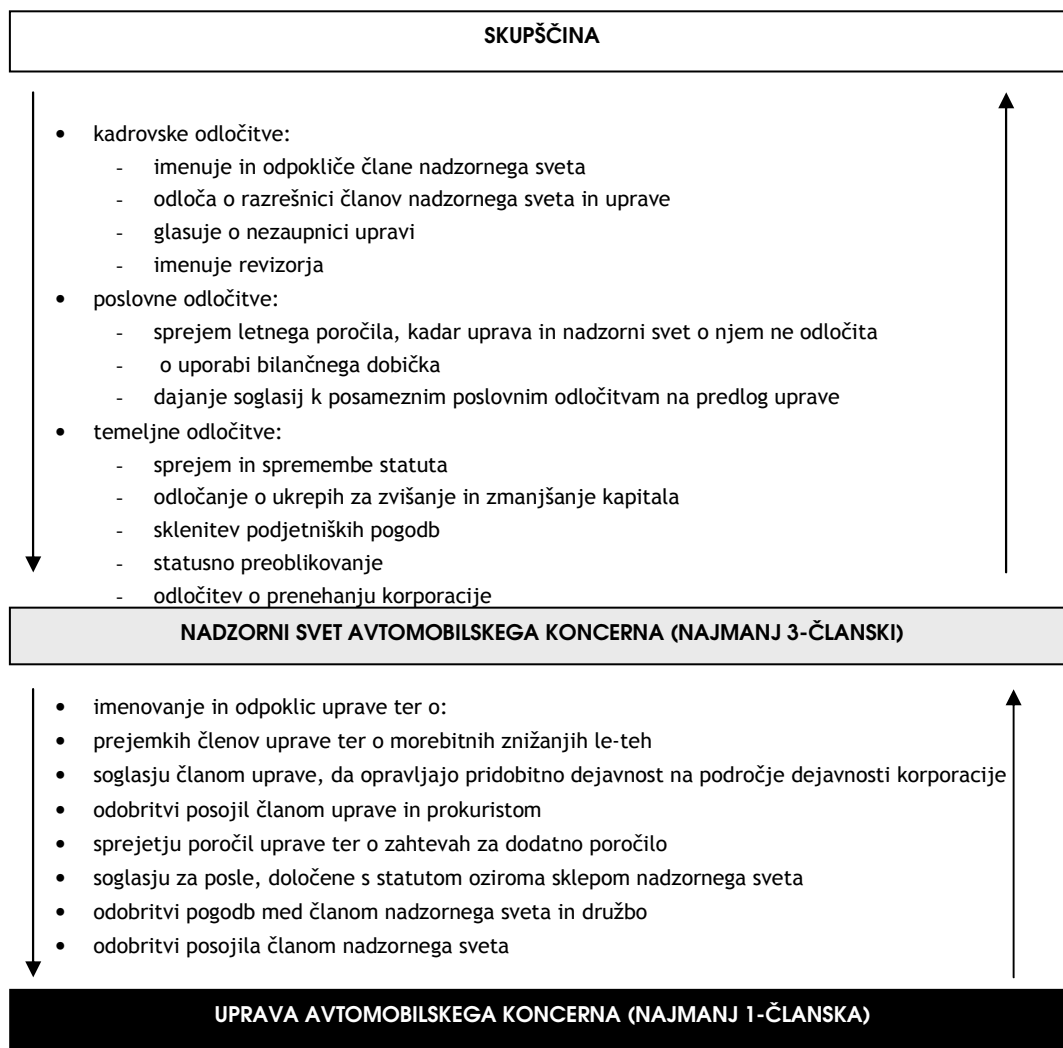 SKUPŠČINA
• kadrovske odločitve:
- imenuje in odpokliče člane nadzornega sveta
- odloča o razrešnici članov nadzornega sveta in uprave
- glasuje o nezaupnici upravi
- imenuje revizorja
• poslovne odločitve:
- sprejem letnega poročila, kadar uprava in nadzorni svet o njem ne odločita
- o uporabi bilančnega dobička
- dajanje soglasij k posameznim poslovnim odločitvam na predlog uprave
• temeljne odločitve:
- sprejem in spremembe statuta
- odločanje o ukrepih za zvišanje in zmanjšanje kapitala
- sklenitev podjetniških pogodb
- statusno preoblikovanje
- odločitev o prenehanju korporacije
NADZORNI SVET AVTOMOBILSKEGA KONCERNA (NAJMANJ 3-ČLANSKI)
• imenovanje in odpoklic uprave ter o:
• prejemkih členov uprave ter o morebitnih znižanjih le-teh
• soglasju članom uprave, da opravljajo pridobitno dejavnost na področje dejavnosti korporacije
• odobritvi posojil članom uprave in prokuristom
• sprejetju poročil uprave ter o zahtevah za dodatno poročilo
• soglasju za posle, določene s statutom oziroma sklepom nadzornega sveta
• odobritvi pogodb med članom nadzornega sveta in družbo
• odobritvi posojila članom nadzornega sveta
UPRAVA AVTOMOBILSKEGA KONCERNA (NAJMANJ 1-ČLANSKA)